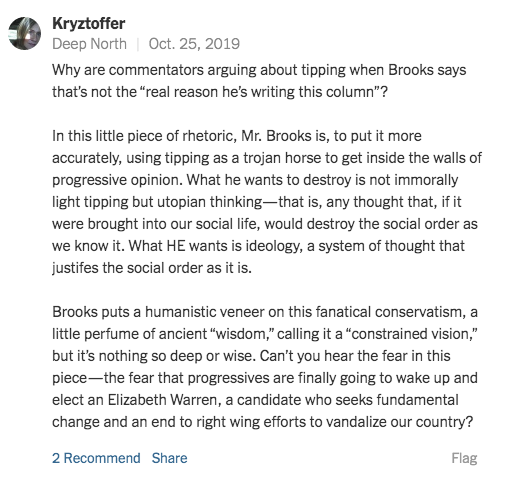 Kryztoffer
Deep North | Oct. 25, 2019
Why are commentators arguing about tipping when Brooks says
that's not the “real reason he's writing this column”?
In this little piece of rhetoric, Mr. Brooks is, to put it more
accurately, using tipping as a trojan horse to get inside the walls of
progressive opinion. What he wants to destroy is not immorally
light tipping but utopian thinking—that is, any thought that, if it
were brought into our social life, would destroy the social order as
we know it. What HE wants is ideology, a system of thought that
justifes the social order as it is.
Brooks puts a humanistic veneer on this fanatical conservatism, a
little perfume of ancient “wisdom,” calling it a “constrained vision,”
but it's nothing so deep or wise. Can't you hear the fear in this
piece—the fear that progressives are finally going to wake up and
elect an Elizabeth Warren, a candidate who seeks fundamental
change and an end to right wing efforts to vandalize our country?
2 Recommend Share Flag